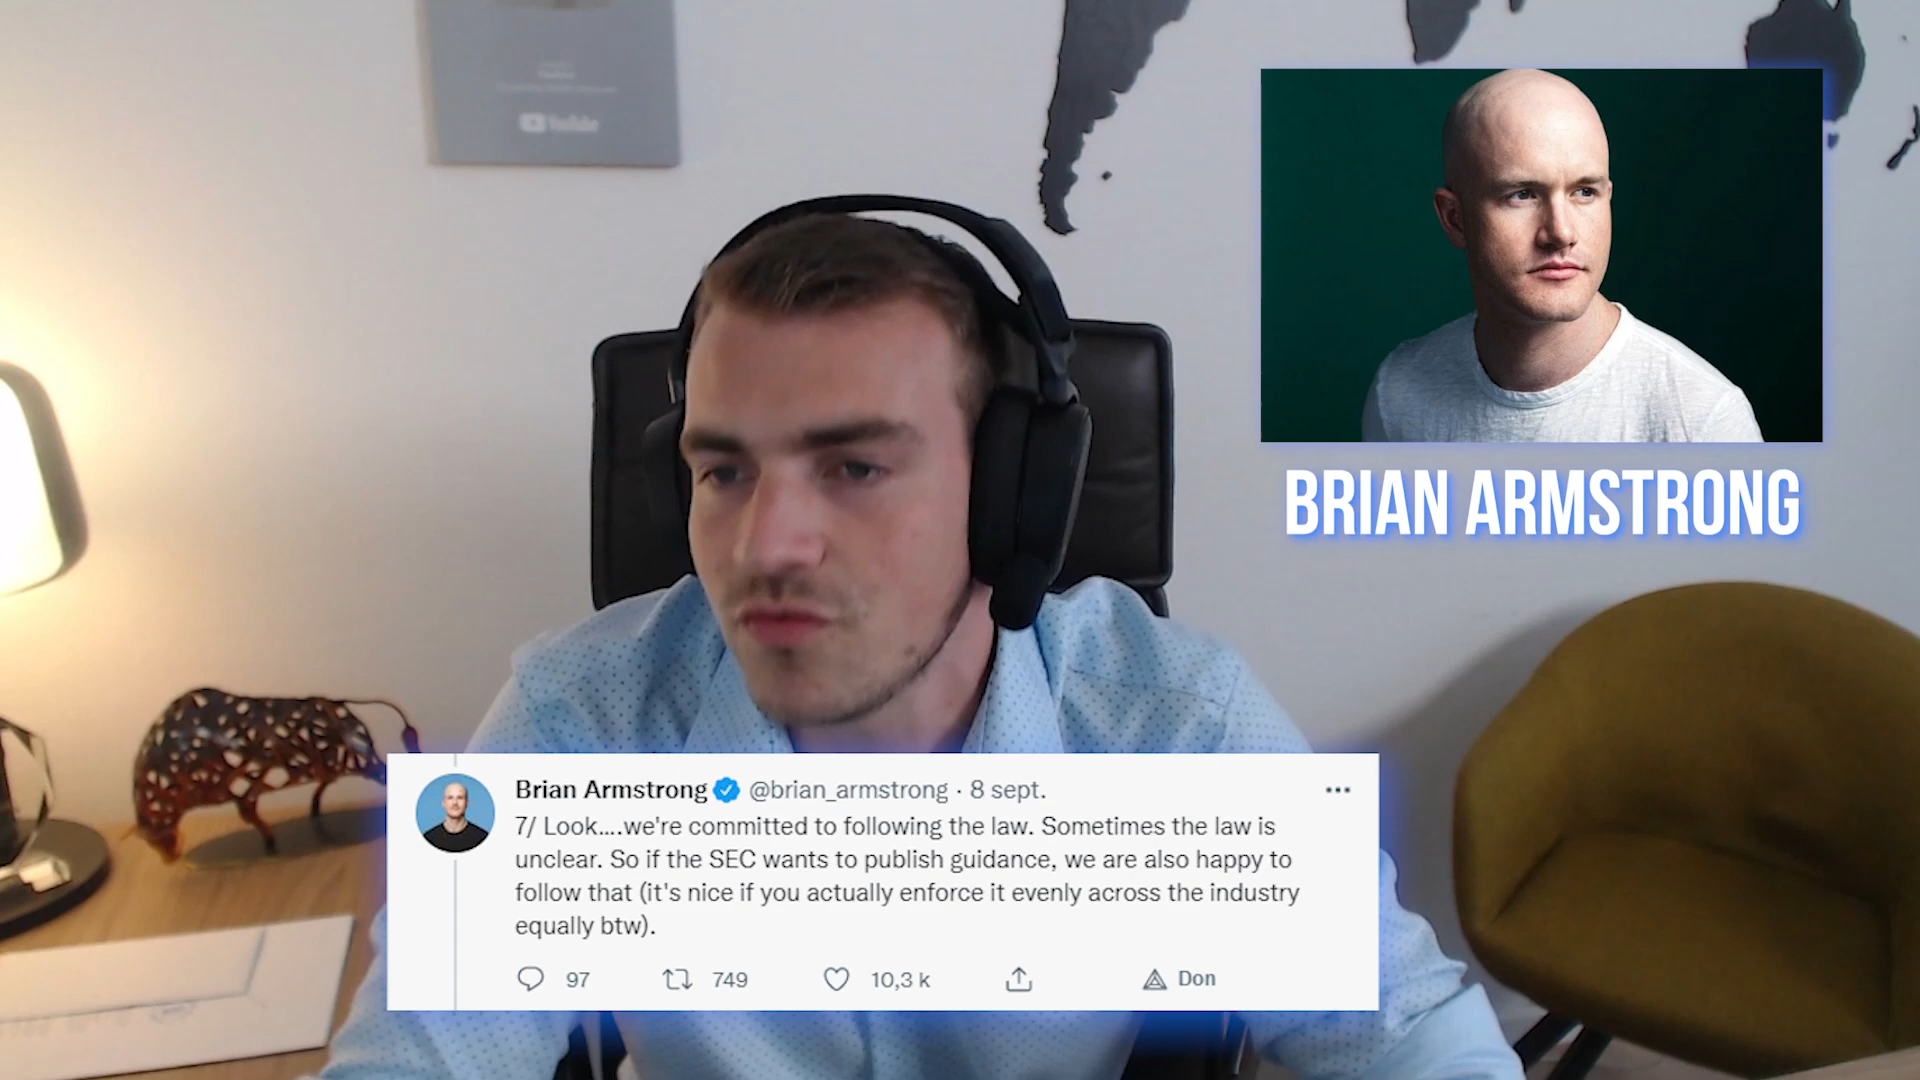 YouTube
BRIAN ARMSTRONG
Brian Armstrong @brian_armstrong · 8 sept.
7/ Look....we're committed to following the law. Sometimes the law is
unclear. So if the SEC wants to publish guidance, we are also happy to
follow that (it's nice if you actually enforce it evenly across the industry
equally btw).
97 749 10,3 k Don